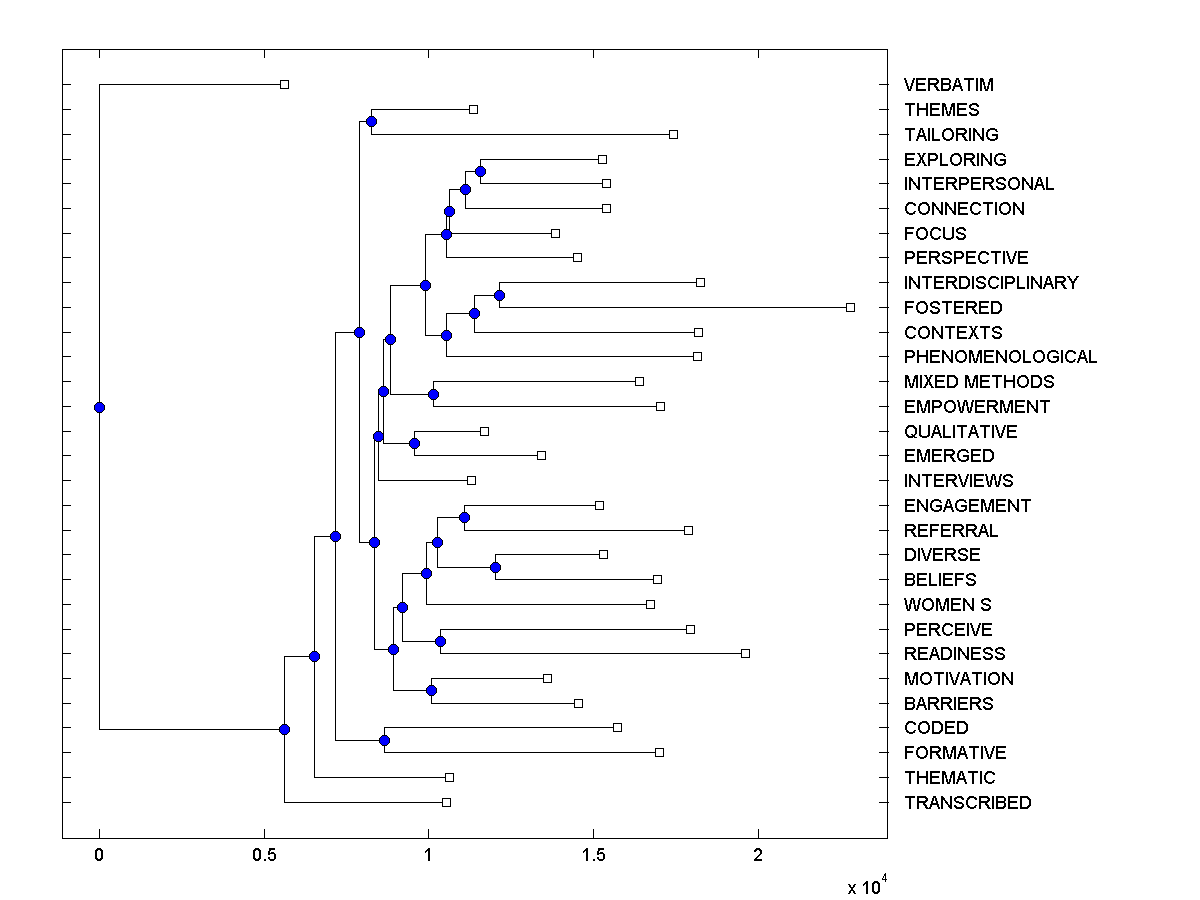 VERBATIM
THEMES
TAILORING
EXPLORING
INTERPERSONAL
CONNECTION
FOCUS
PERSPECTIVE
INTERDISCIPLINARY
FOSTERED
CONTEXTS
PHENOMENOLOGICAL
MIXED METHODS
EMPOWERMENT
QUALITATIVE
EMERGED
INTERVIEWS
ENGAGEMENT
REFERRAL
DIVERSE
BELIEFS
WOMEN S
PERCEIVE
READINESS
MOTIVATION
BARRIERS
CODED
FORMATIVE
THEMATIC
TRANSCRIBED
0 0.5 1 1.5 2
x 10^4